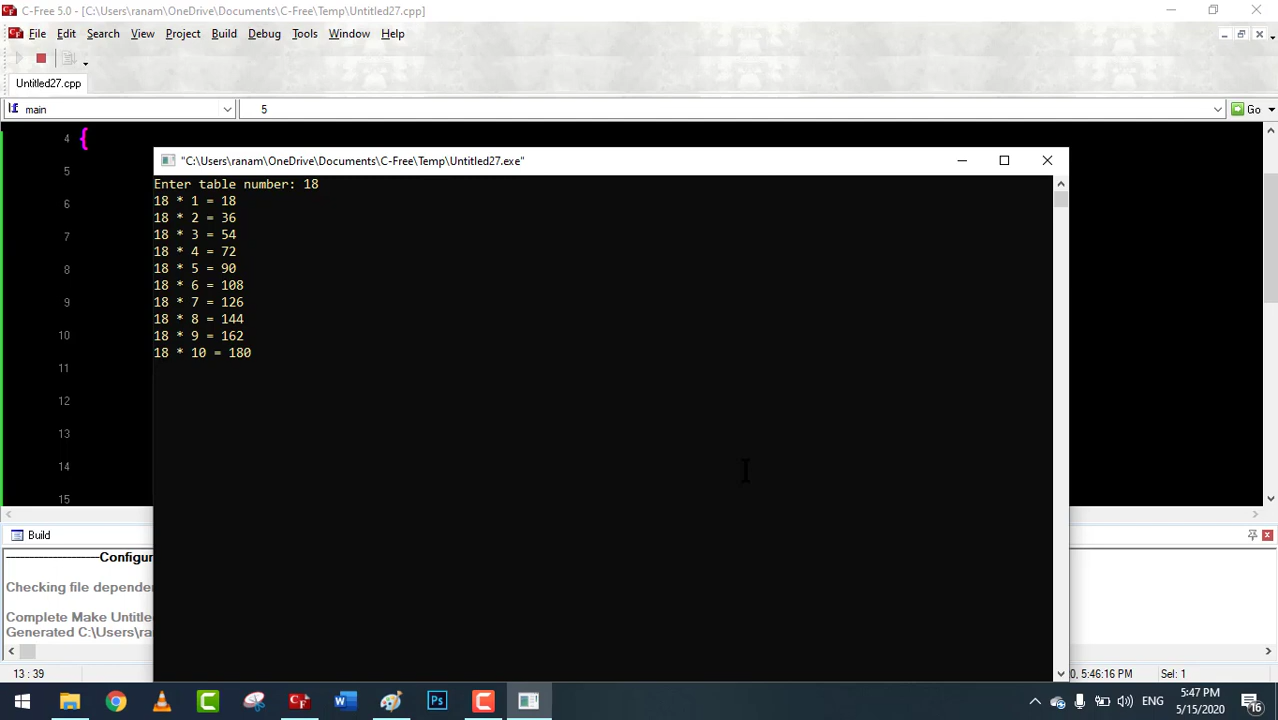 C-Free 5.0 - [C:\Users\ranam\OneDrive\Documents\C-Free\Temp\Untitled27.cpp]
File Edit Search View Project Build Debug Tools Window Help
Untitled27.cpp
main
5
Go
4 {
5
6
7
8
9
10
11
12
13
14
15
"C:\Users\ranam\OneDrive\Documents\C-Free\Temp\Untitled27.exe"
Enter table number: 18
18 * 1 = 18
18 * 2 = 36
18 * 3 = 54
18 * 4 = 72
18 * 5 = 90
18 * 6 = 108
18 * 7 = 126
18 * 8 = 144
18 * 9 = 162
18 * 10 = 180
Build
--------------------Configur
Checking file depende
Complete Make Untitle
Generated C:\Users\ra
13 : 39
0, 5:46:16 PM
Sel: 1
ENG
5:47 PM
5/15/2020
16